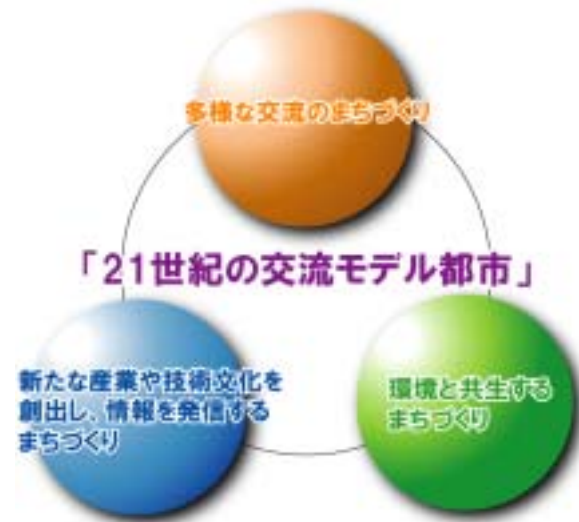 多様な交流のまちづくり
「21世紀の交流モデル都市」
新たな産業や技術文化を
創出し、情報を発信する
まちづくり
環境と共生する
まちづくり